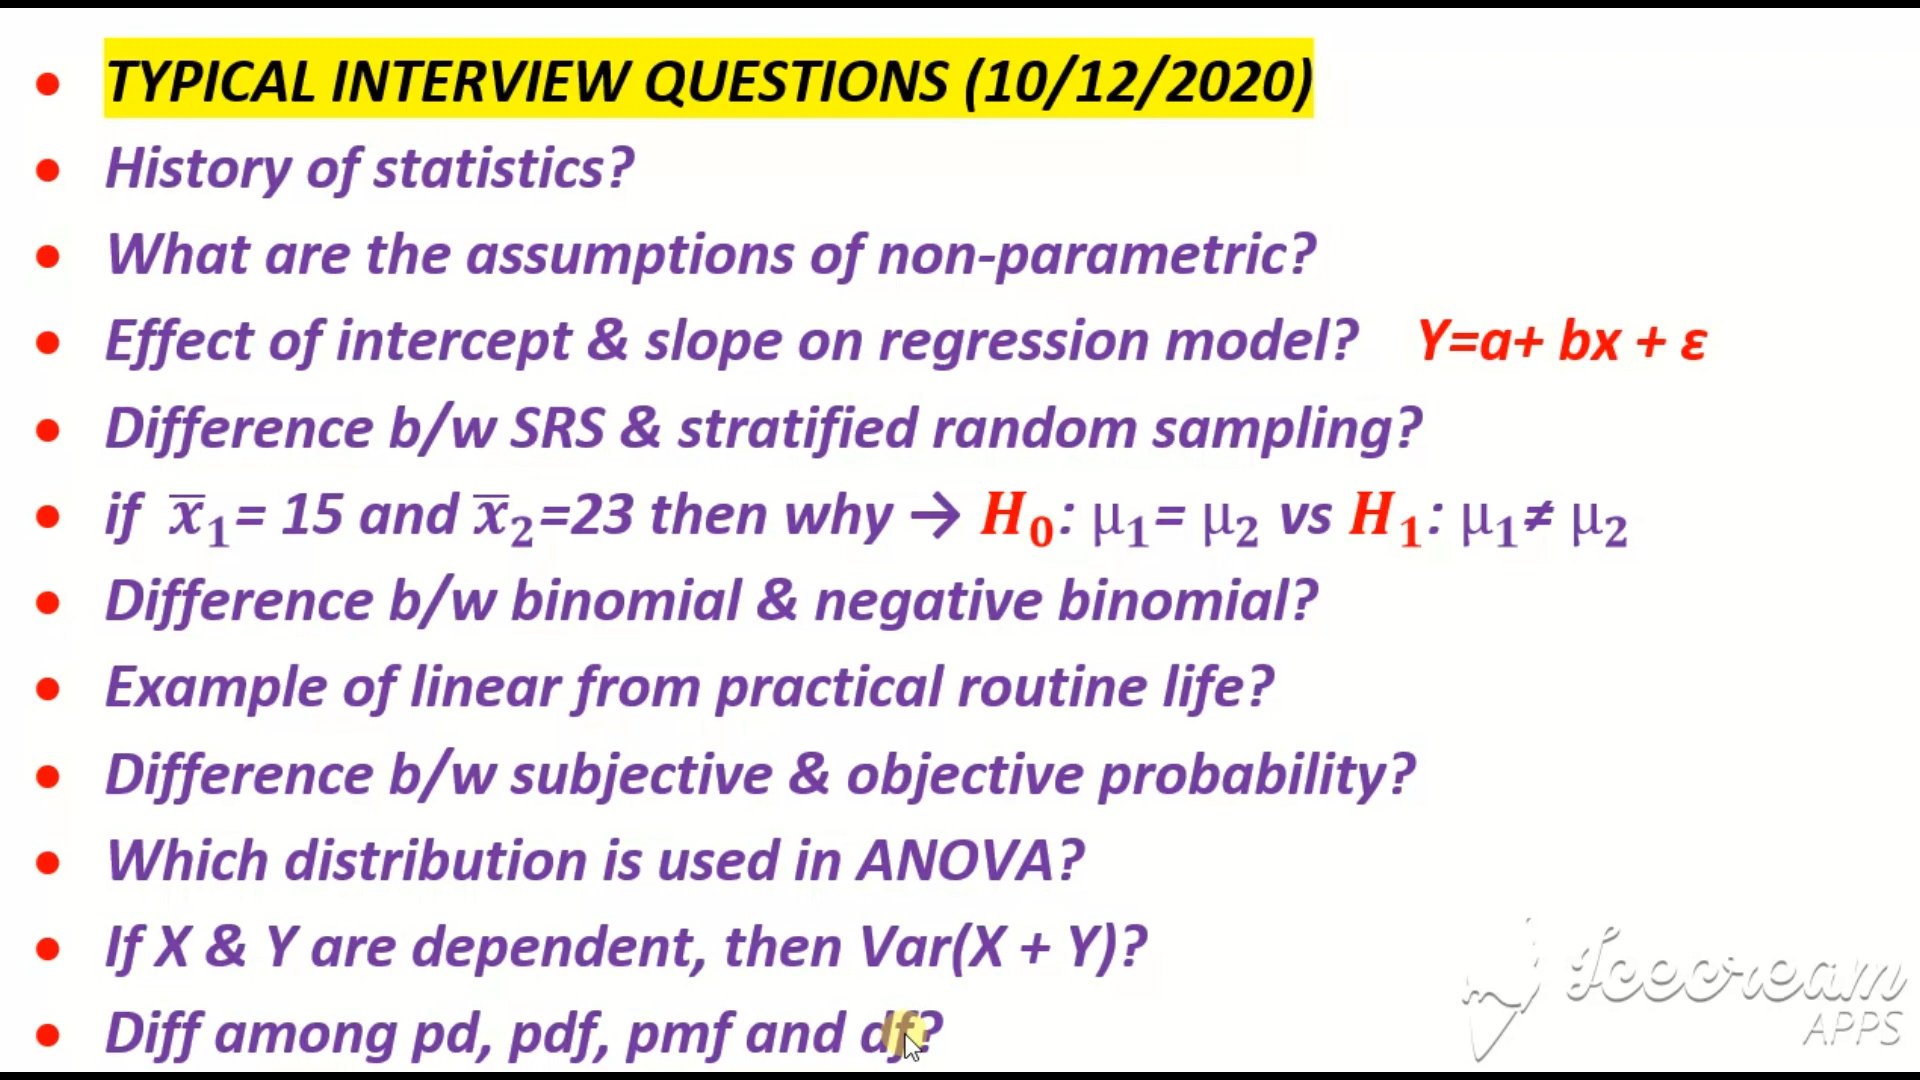 • TYPICAL INTERVIEW QUESTIONS (10/12/2020)
• History of statistics?
• What are the assumptions of non-parametric?
• Effect of intercept & slope on regression model? Y=a+ bx + ε
• Difference b/w SRS & stratified random sampling?
• if x̅₁= 15 and x̅₂=23 then why → H₀: μ₁= μ₂ vs H₁: μ₁≠ μ₂
• Difference b/w binomial & negative binomial?
• Example of linear from practical routine life?
• Difference b/w subjective & objective probability?
• Which distribution is used in ANOVA?
• If X & Y are dependent, then Var(X + Y)?
• Diff among pd, pdf, pmf and df?
Icecream
APPS